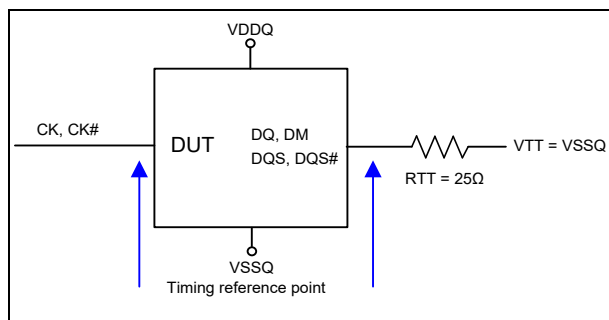 VDDQ
CK, CK#
DUT
DQ, DM
DQS, DQS#
VTT = VSSQ
RTT = 25Ω
VSSQ
Timing reference point